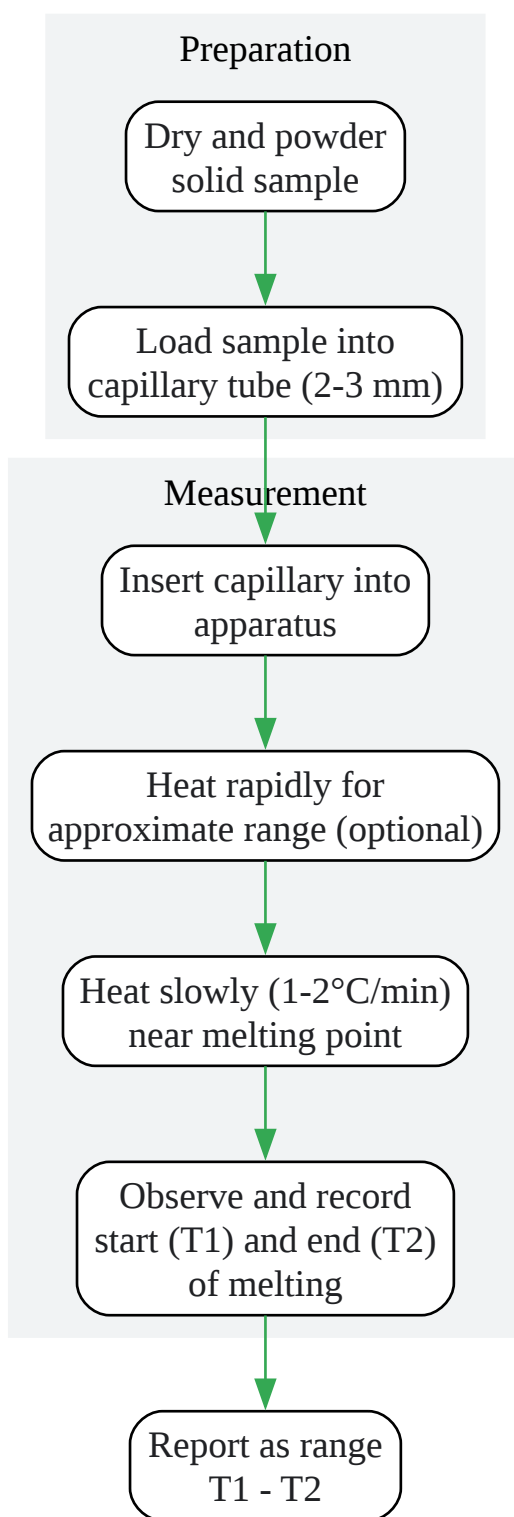 Preparation
Dry and powder
solid sample
Load sample into
capillary tube (2-3 mm)
Measurement
Insert capillary into
apparatus
Heat rapidly for
approximate range (optional)
Heat slowly (1-2°C/min)
near melting point
Observe and record
start (T1) and end (T2)
of melting
Report as range
T1 - T2